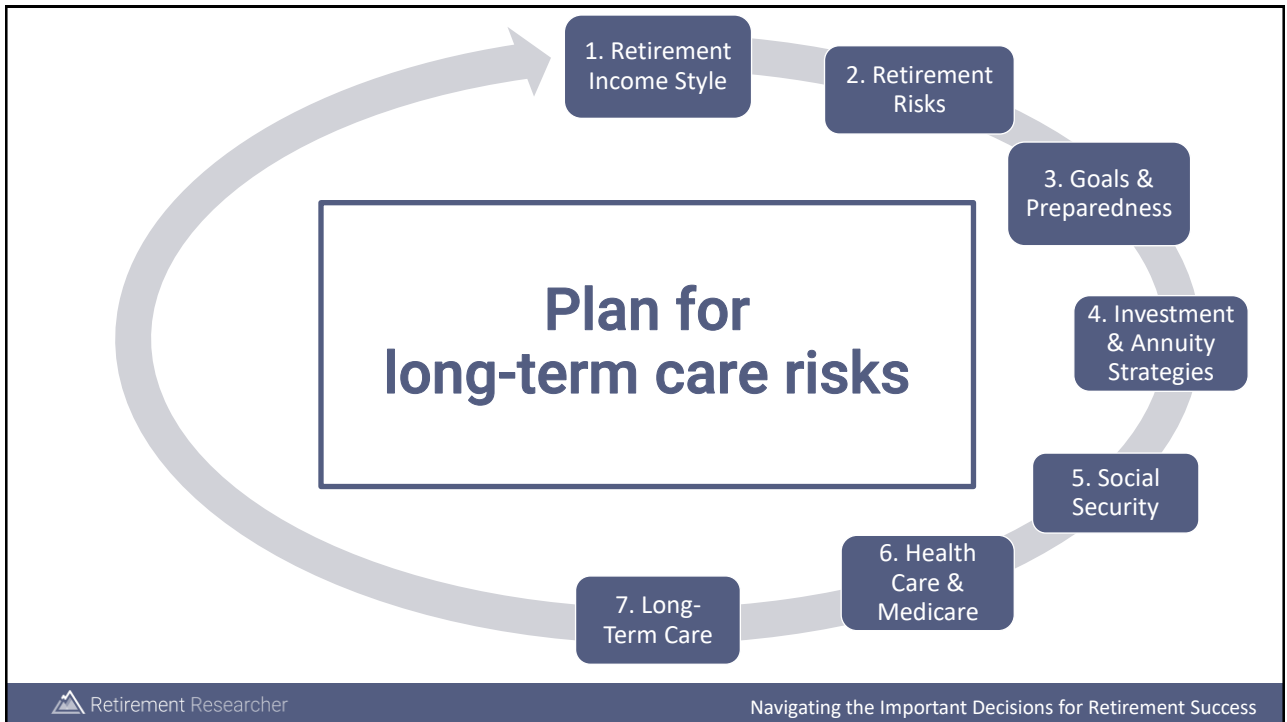 1. Retirement
Income Style
2. Retirement
Risks
3. Goals &
Preparedness
4. Investment
& Annuity
Strategies
5. Social
Security
6. Health
Care &
Medicare
7. Long-
Term Care
Plan for
long-term care risks
Retirement Researcher
Navigating the Important Decisions for Retirement Success